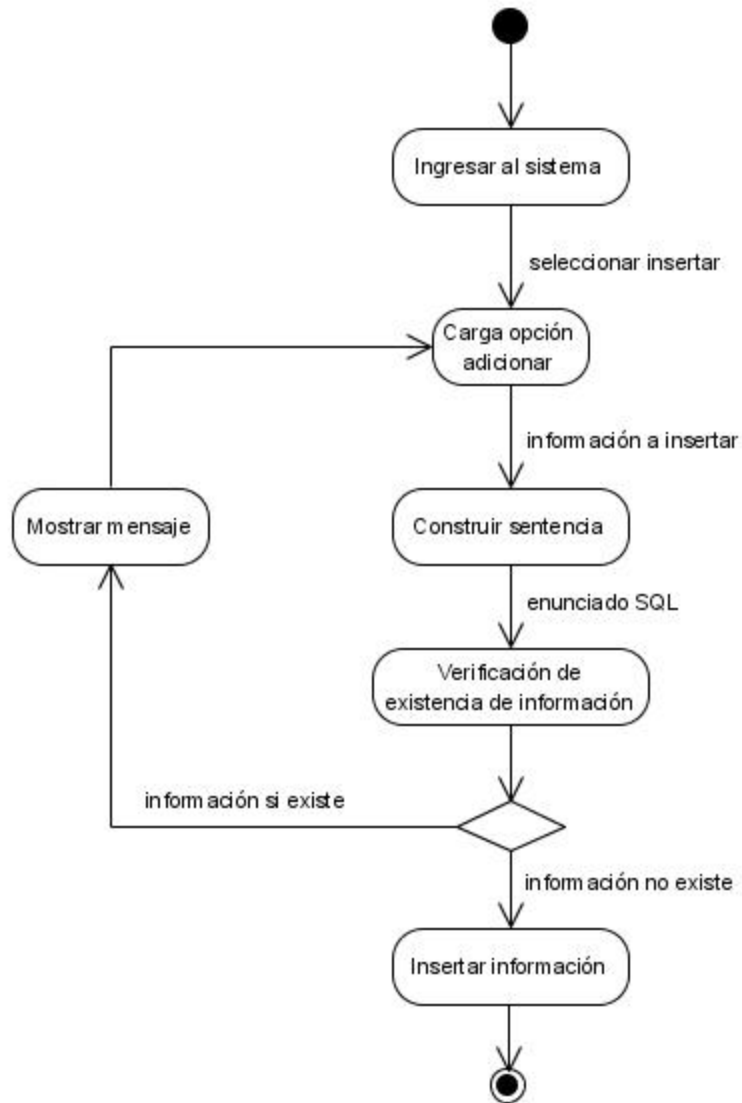 Ingresar al sistema
seleccionar insertar
Carga opción
adicionar
información a insertar
Mostrar mensaje
Construir sentencia
enunciado SQL
Verificación de
existencia de información
información si existe
información no existe
Insertar información